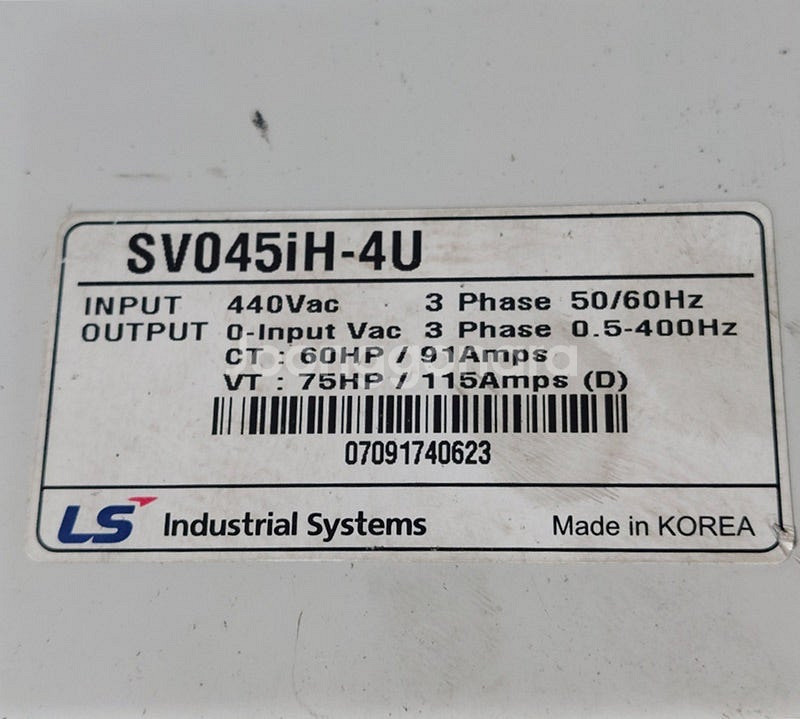 SV045iH-4U
INPUT 440Vac 3 Phase 50/60Hz
OUTPUT 0-Input Vac 3 Phase 0.5-400Hz
CT : 60HP / 91Amps
VT : 75HP / 115Amps (D)
07091740623
LS Industrial Systems Made in KOREA